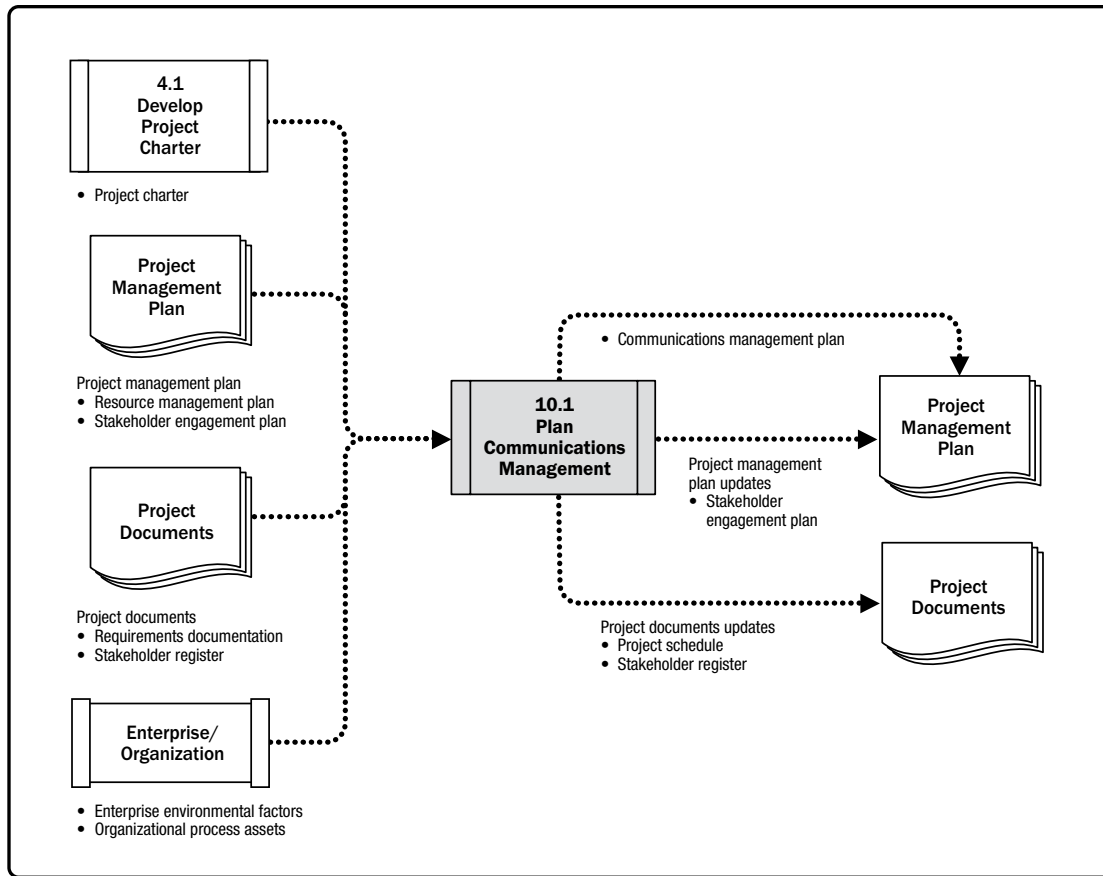 4.1
Develop
Project
Charter
• Project charter
Project
Management
Plan
Project management plan
• Resource management plan
• Stakeholder engagement plan
Project
Documents
Project documents
• Requirements documentation
• Stakeholder register
Enterprise/
Organization
• Enterprise environmental factors
• Organizational process assets
10.1
Plan
Communications
Management
• Communications management plan
Project management
plan updates
• Stakeholder
engagement plan
Project documents updates
• Project schedule
• Stakeholder register
Project
Management
Plan
Project
Documents